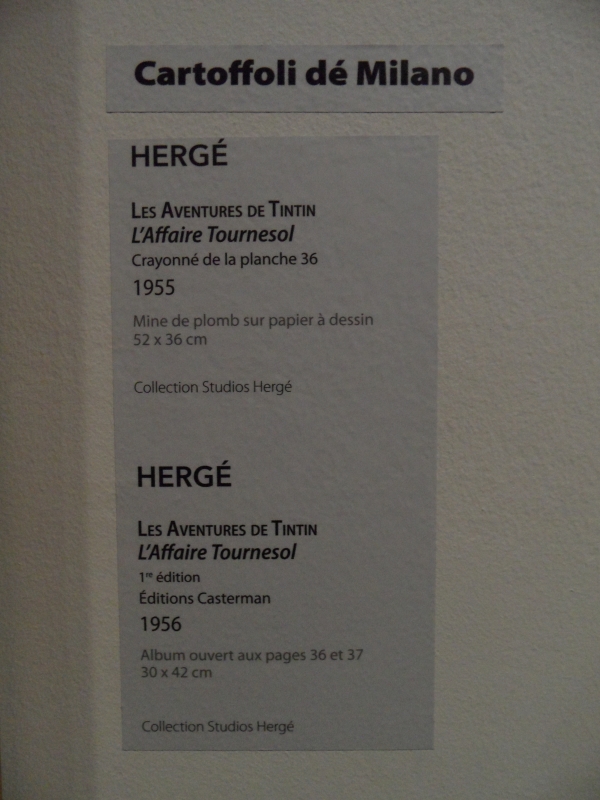 Cartoffoli dé Milano
HERGÉ
Les Aventures de Tintin
L'Affaire Tournesol
Crayonné de la planche 36
1955
Mine de plomb sur papier à dessin
52 x 36 cm
Collection Studios Hergé
HERGÉ
Les Aventures de Tintin
L'Affaire Tournesol
1re édition
Éditions Casterman
1956
Album ouvert aux pages 36 et 37
30 x 42 cm
Collection Studios Hergé